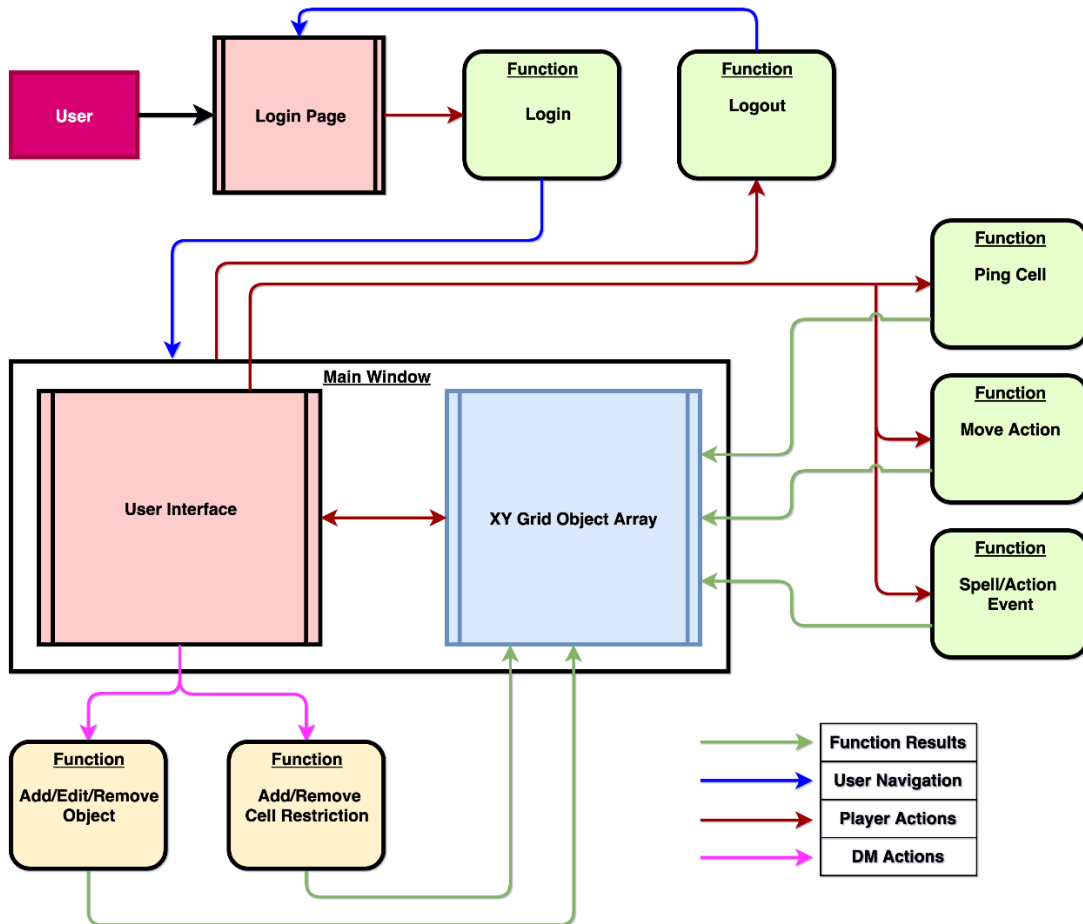 User
Login Page
Function
Login
Function
Logout
Function
Ping Cell
Main Window
User Interface
XY Grid Object Array
Function
Move Action
Function
Spell/Action
Event
Function
Add/Edit/Remove
Object
Function
Add/Remove
Cell Restriction
Function Results
User Navigation
Player Actions
DM Actions